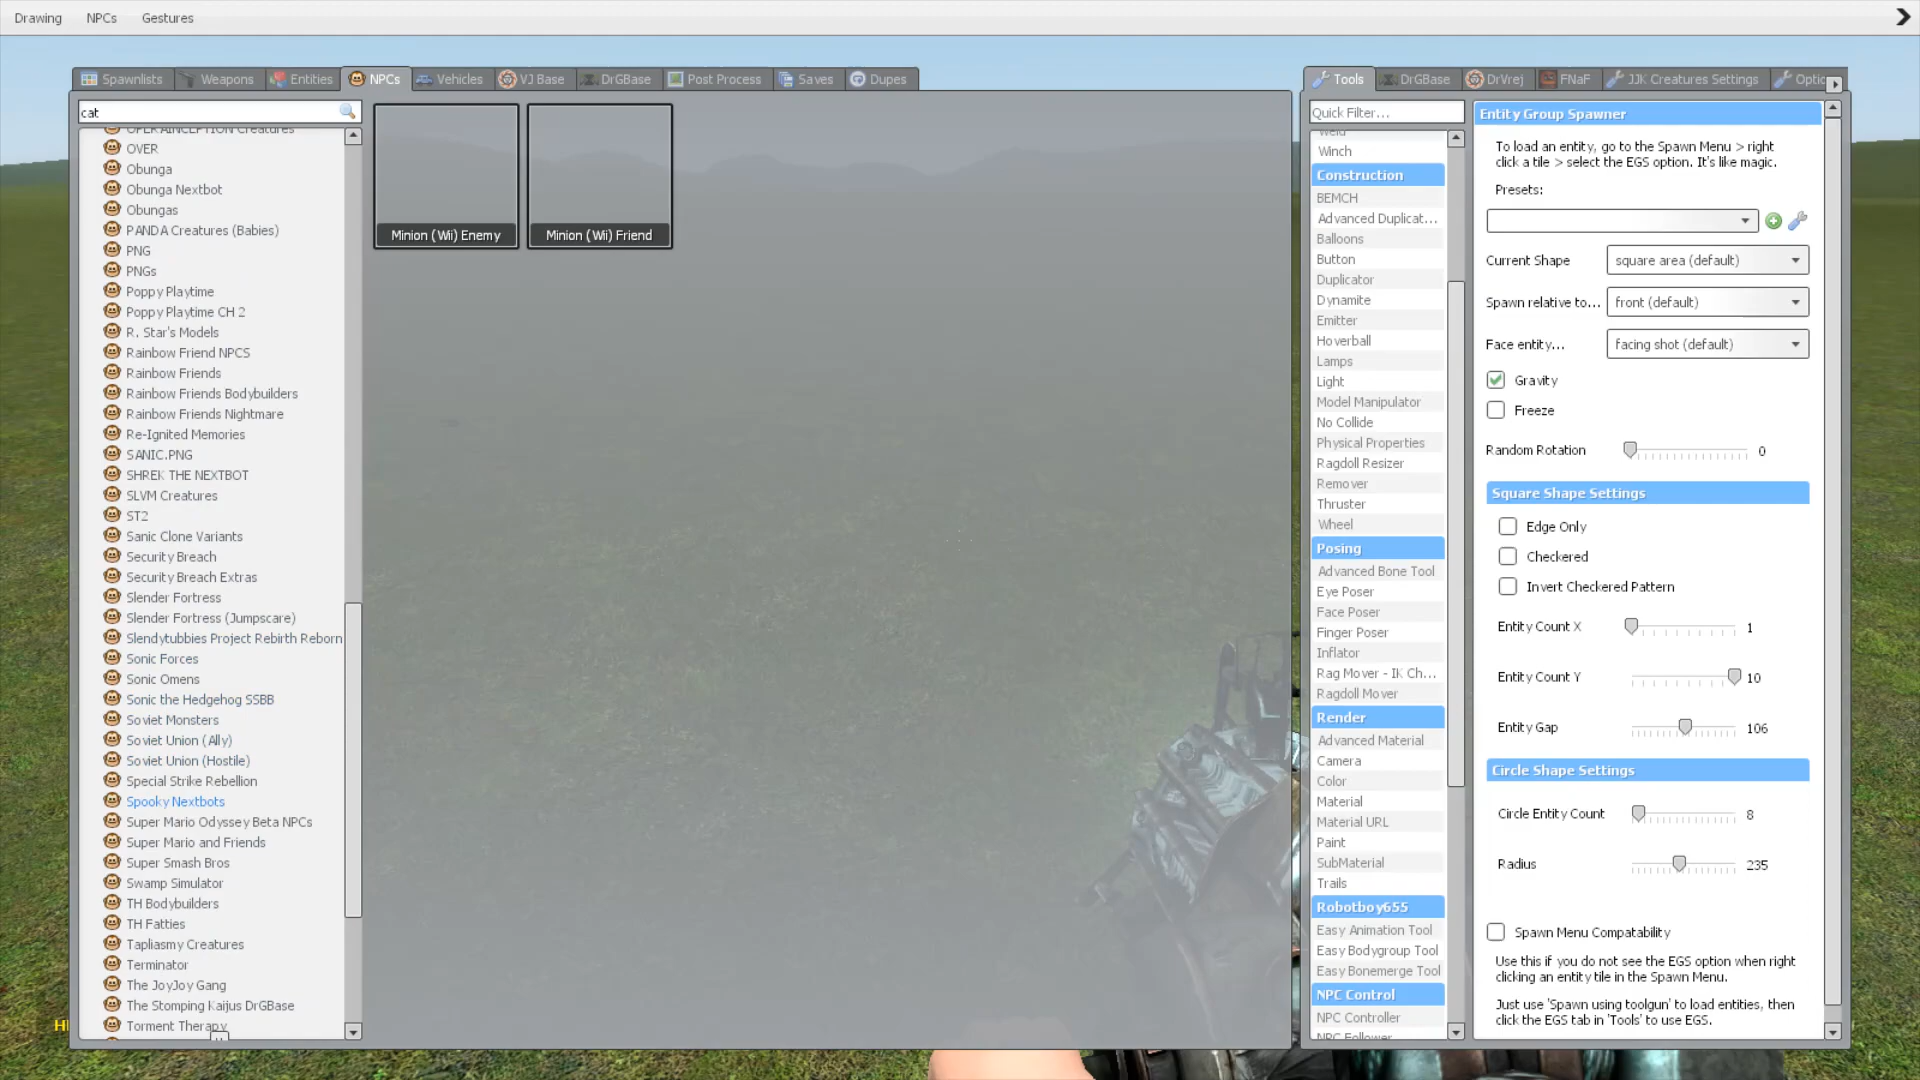 Drawing NPCs Gestures
Spawnlists Weapons Entities NPCs Vehicles VJ Base DrGBase Post Process Saves Dupes
cat
OVER
Obunga
Obunga Nextbot
Obungas
PANDA Creatures (Babies)
PNG
PNGs
Poppy Playtime
Poppy Playtime CH 2
R. Star's Models
Rainbow Friend NPCS
Rainbow Friends
Rainbow Friends Bodybuilders
Rainbow Friends Nightmare
Re-Ignited Memories
SANIC.PNG
SHREK THE NEXTBOT
SLVM Creatures
ST2
Sanic Clone Variants
Security Breach
Security Breach Extras
Slender Fortress
Slender Fortress (Jumpscare)
Slendytubbies Project Rebirth Reborn
Sonic Forces
Sonic Omens
Sonic the Hedgehog SSBB
Soviet Monsters
Soviet Union (Ally)
Soviet Union (Hostile)
Special Strike Rebellion
Spooky Nextbots
Super Mario Odyssey Beta NPCs
Super Mario and Friends
Super Smash Bros
Swamp Simulator
TH Bodybuilders
TH Fatties
Tapliasmy Creatures
Terminator
The JoyJoy Gang
The Stomping Kaijus DrGBase
Torment Therapy
Minion (Wii) Enemy
Minion (Wii) Friend
Tools DrGBase DrVrej FNaF JJK Creatures Settings Optic
Quick Filter...
Weld
Winch
Construction
BEMCH
Advanced Duplicat...
Balloons
Button
Duplicator
Dynamite
Emitter
Hoverball
Lamps
Light
Model Manipulator
No Collide
Physical Properties
Ragdoll Resizer
Remover
Thruster
Wheel
Posing
Advanced Bone Tool
Eye Poser
Face Poser
Finger Poser
Inflator
Rag Mover - IK Ch...
Ragdoll Mover
Render
Advanced Material
Camera
Color
Material
Material URL
Paint
SubMaterial
Trails
Robotboy655
Easy Animation Tool
Easy Bodygroup Tool
Easy Bonemerge Tool
NPC Control
NPC Controller
NPC Follower
Entity Group Spawner
To load an entity, go to the Spawn Menu > right
click a tile > select the EGS option. It's like magic.
Presets:
Current Shape square area (default)
Spawn relative to... front (default)
Face entity... facing shot (default)
Gravity
Freeze
Random Rotation 0
Square Shape Settings
Edge Only
Checkered
Invert Checkered Pattern
Entity Count X 1
Entity Count Y 10
Entity Gap 106
Circle Shape Settings
Circle Entity Count 8
Radius 235
Spawn Menu Compatability
Use this if you do not see the EGS option when right
clicking an entity tile in the Spawn Menu.
Just use 'Spawn using toolgun' to load entities, then
click the EGS tab in 'Tools' to use EGS.